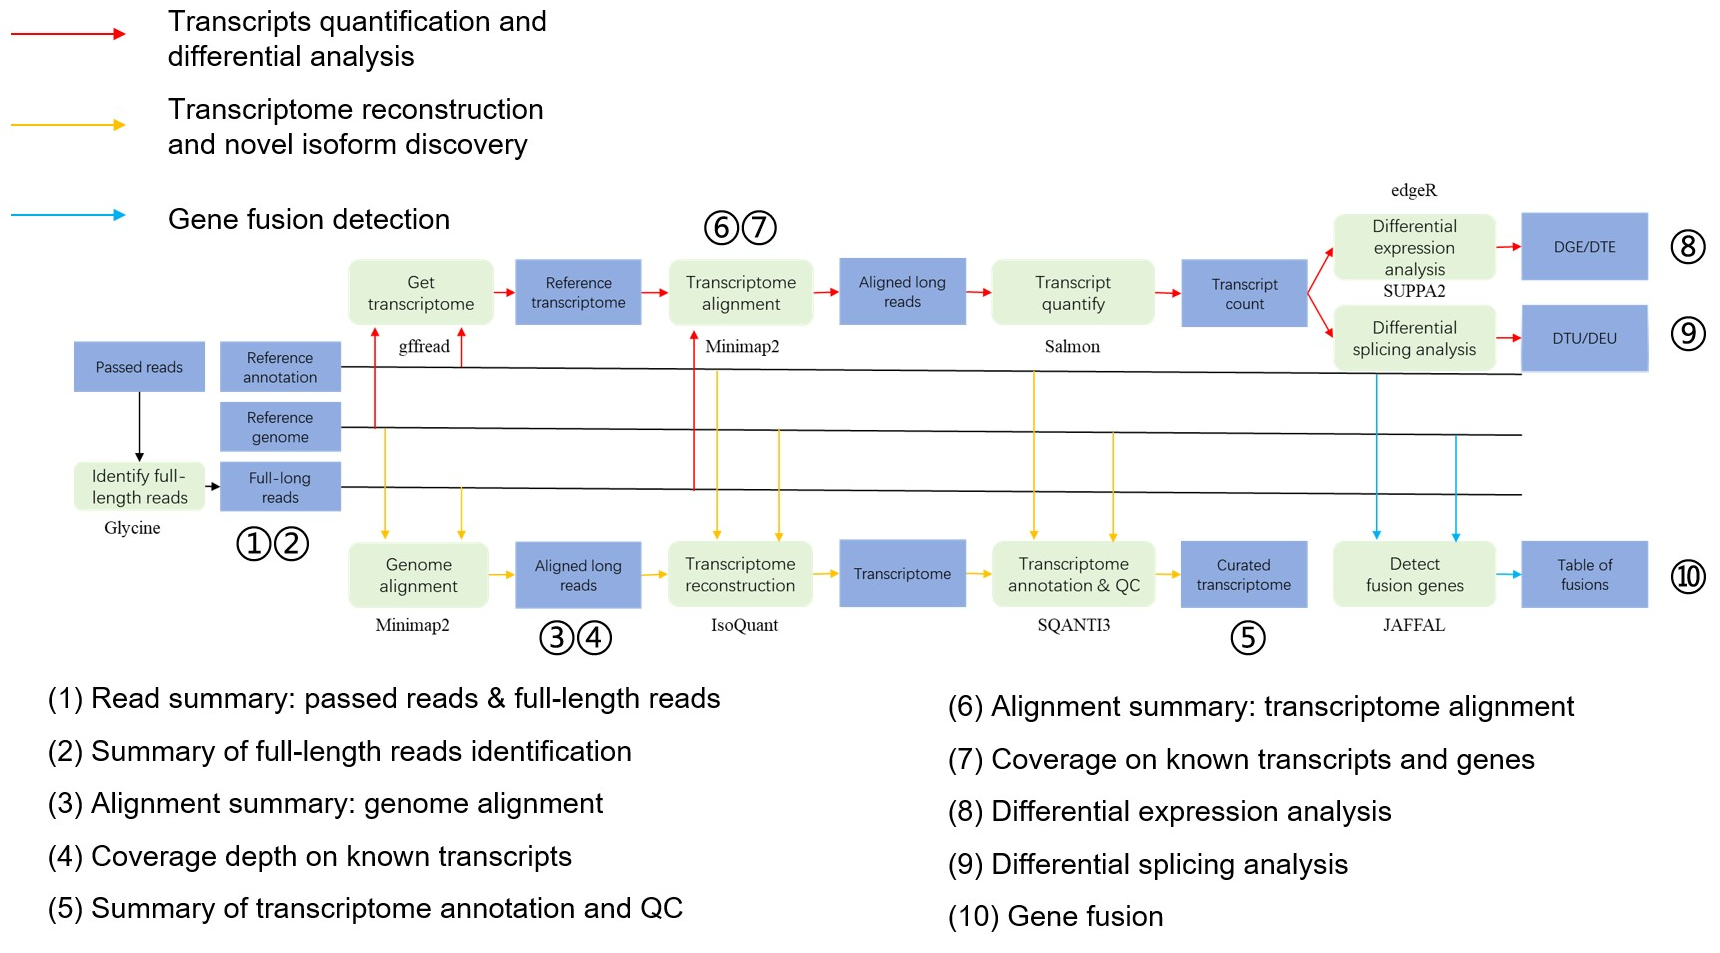 Transcripts quantification and
differential analysis
Transcriptome reconstruction
and novel isoform discovery
Gene fusion detection
edgeR
⑥⑦
Differential
expression
analysis
DGE/DTE
⑧
Get
transcriptome
Reference
transcriptome
Transcriptome
alignment
Aligned long
reads
Transcript
quantify
Transcript
count
SUPPA2
gffread
Minimap2
Salmon
Differential
splicing analysis
DTU/DEU
⑨
Passed reads
Reference
annotation
Reference
genome
Identify full-
length reads
Full-long
reads
Glycine
①②
Genome
alignment
Aligned long
reads
Transcriptome
reconstruction
Transcriptome
Transcriptome
annotation & QC
Curated
transcriptome
Detect
fusion genes
Table of
fusions
⑩
Minimap2
IsoQuant
SQANTI3
JAFFAL
③④
⑤
(1) Read summary: passed reads & full-length reads
(2) Summary of full-length reads identification
(3) Alignment summary: genome alignment
(4) Coverage depth on known transcripts
(5) Summary of transcriptome annotation and QC
(6) Alignment summary: transcriptome alignment
(7) Coverage on known transcripts and genes
(8) Differential expression analysis
(9) Differential splicing analysis
(10) Gene fusion